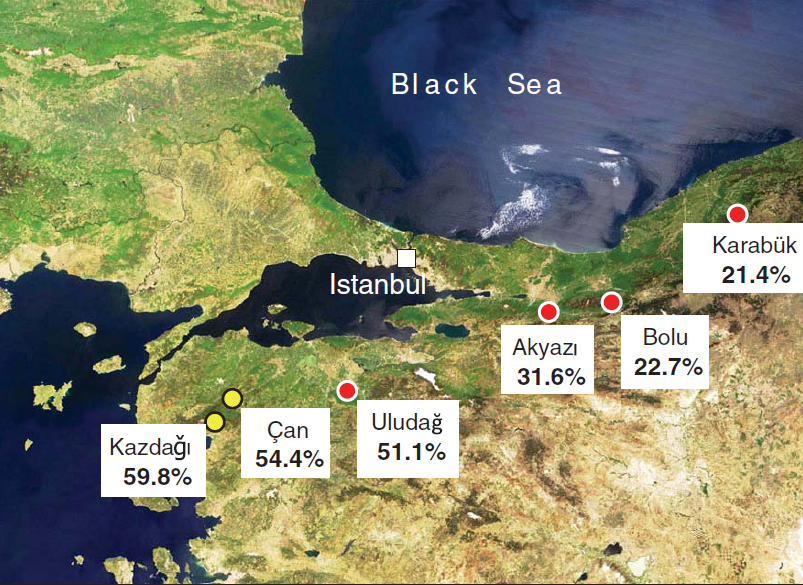 Black Sea
Istanbul
Karabük
21.4%
Bolu
22.7%
Akyazı
31.6%
Uludağ
51.1%
Çan
54.4%
Kazdağı
59.8%